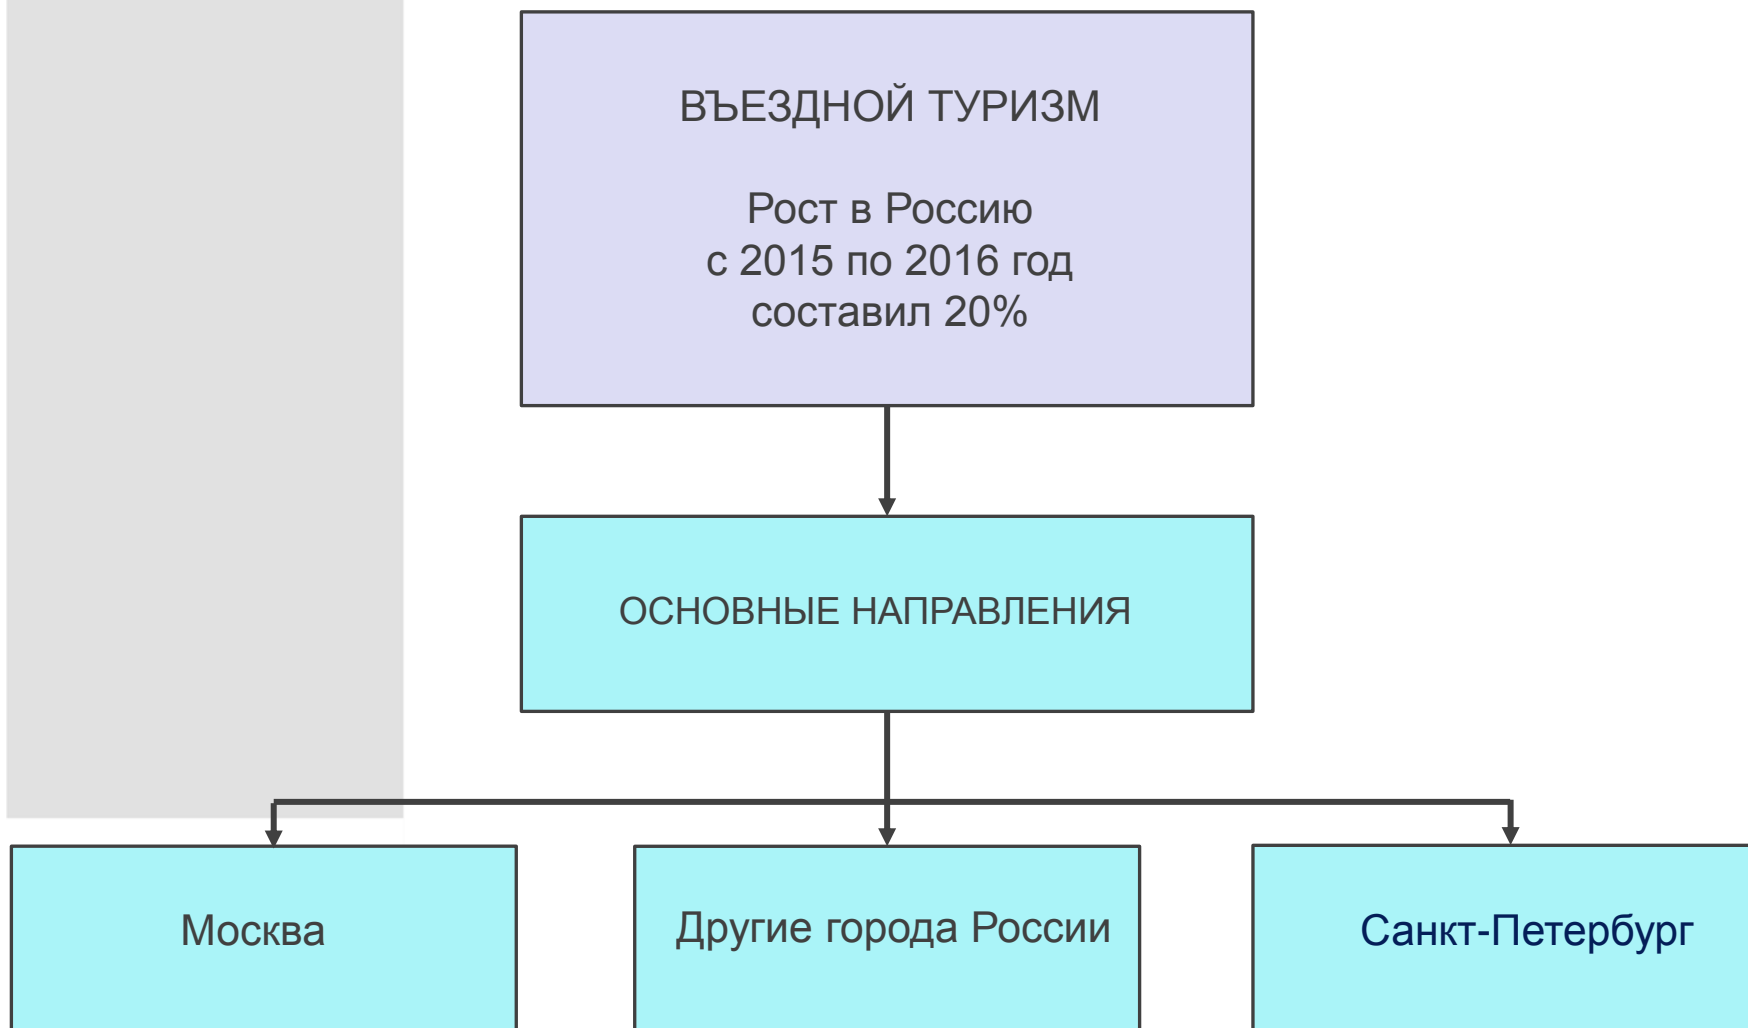 ВЪЕЗДНОЙ ТУРИЗМ
Рост в Россию
с 2015 по 2016 год
составил 20%
ОСНОВНЫЕ НАПРАВЛЕНИЯ
Москва
Другие города России
Санкт-Петербург